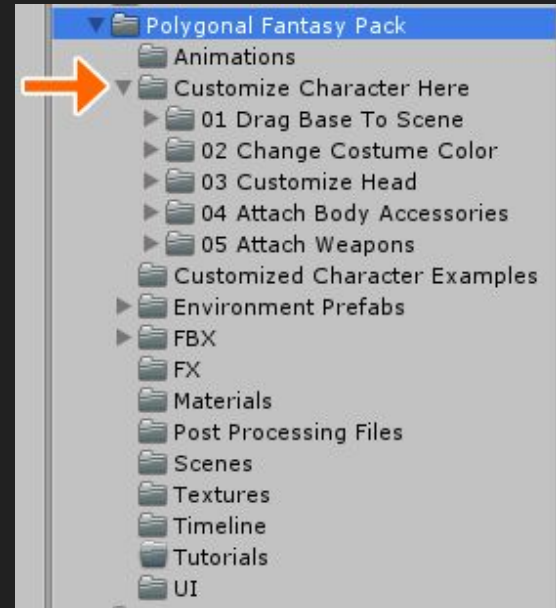 Polygonal Fantasy Pack
Animations
Customize Character Here
01 Drag Base To Scene
02 Change Costume Color
03 Customize Head
04 Attach Body Accessories
05 Attach Weapons
Customized Character Examples
Environment Prefabs
FBX
FX
Materials
Post Processing Files
Scenes
Textures
Timeline
Tutorials
UI